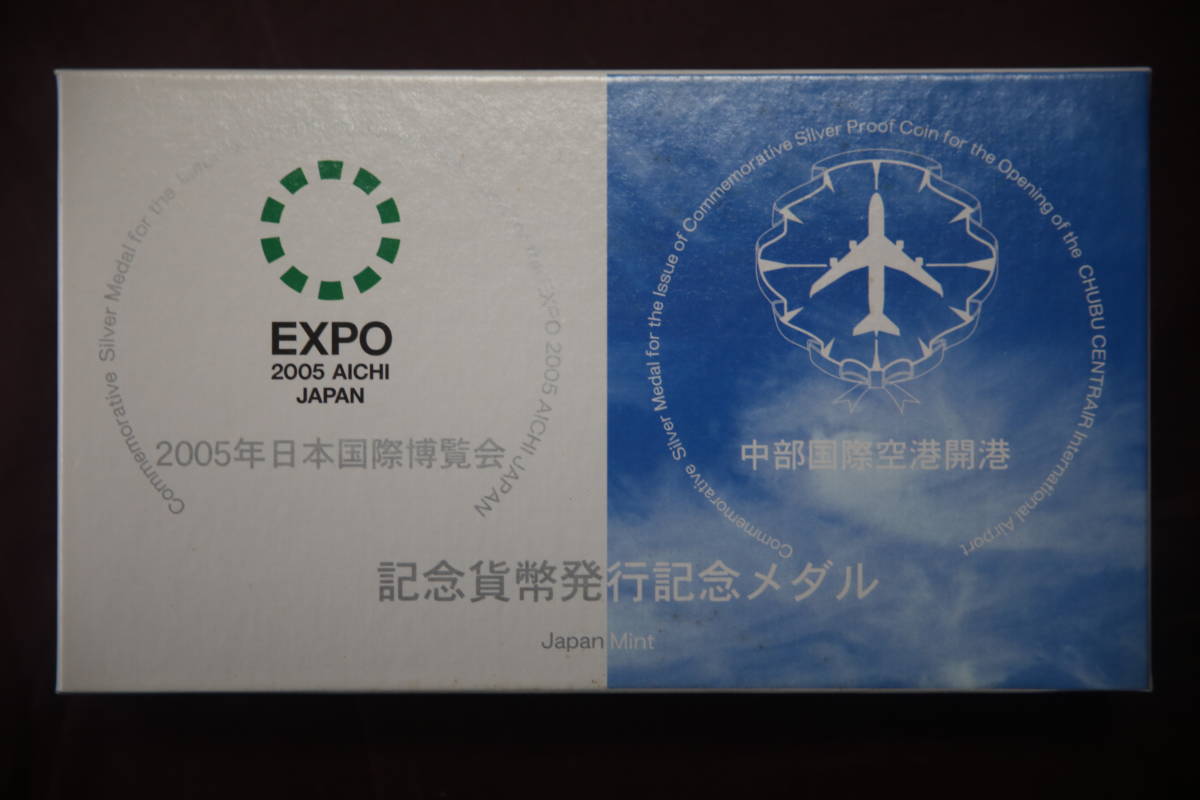 Commemorative Silver Medal for the
the EXPO 2005 AICHI JAPAN
EXPO
2005 AICHI
JAPAN
2005年日本国際博覧会
Commemorative Silver Medal for the Issue of Commemorative Silver Proof Coin for the Opening of the CHUBU CENTRAIR International Airport
中部国際空港開港
記念貨幣発行記念メダル
Japan Mint